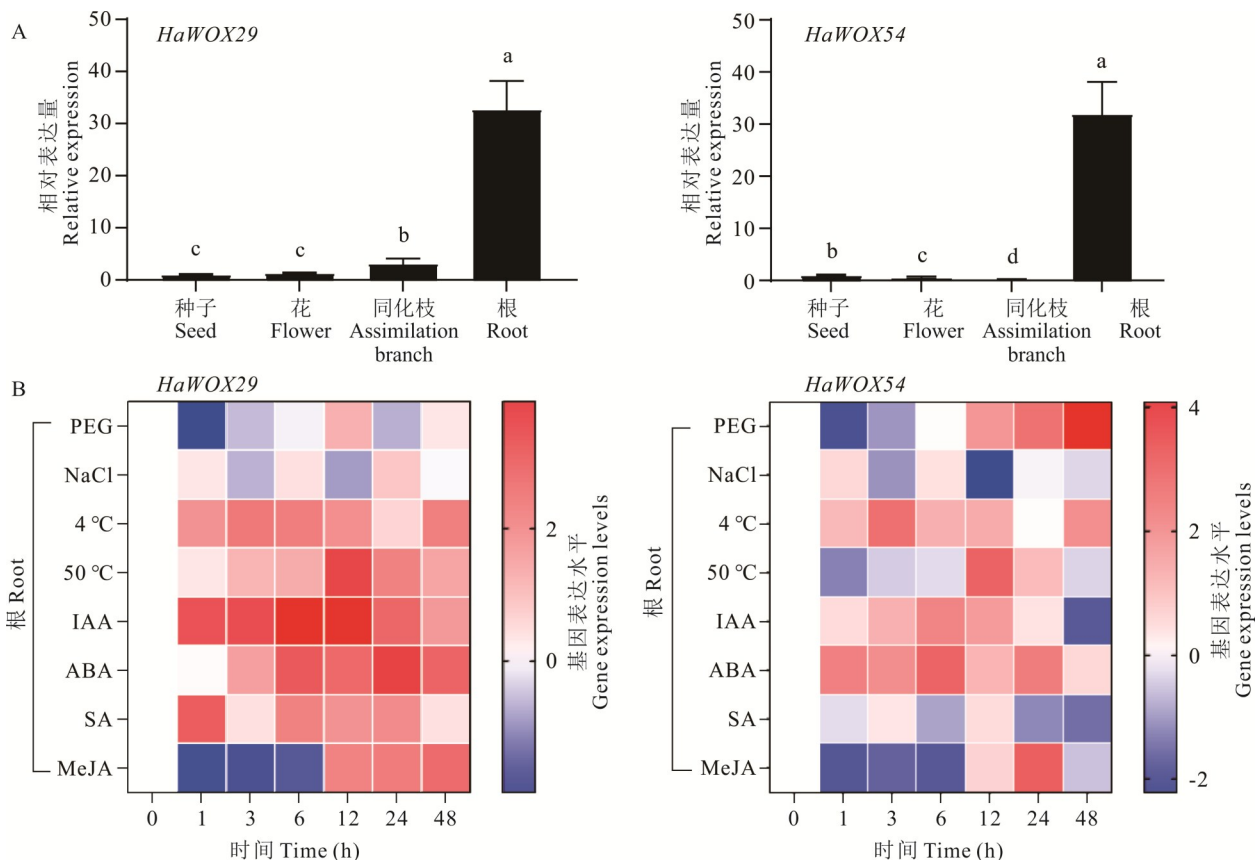 A
HaWOX29
相对表达量
Relative expression
50
40
30
20
10
0
c
c
b
a
种子
Seed
花
Flower
同化枝
Assimilation
branch
根
Root
HaWOX54
相对表达量
Relative expression
50
40
30
20
10
0
b
c
d
a
种子
Seed
花
Flower
同化枝
Assimilation
branch
根
Root
B
HaWOX29
根 Root
PEG
NaCl
4 ℃
50 ℃
IAA
ABA
SA
MeJA
0 1 3 6 12 24 48
时间 Time (h)
2
0
基因表达水平
Gene expression levels
HaWOX54
根 Root
PEG
NaCl
4 ℃
50 ℃
IAA
ABA
SA
MeJA
0 1 3 6 12 24 48
时间 Time (h)
4
2
0
-2
基因表达水平
Gene expression levels